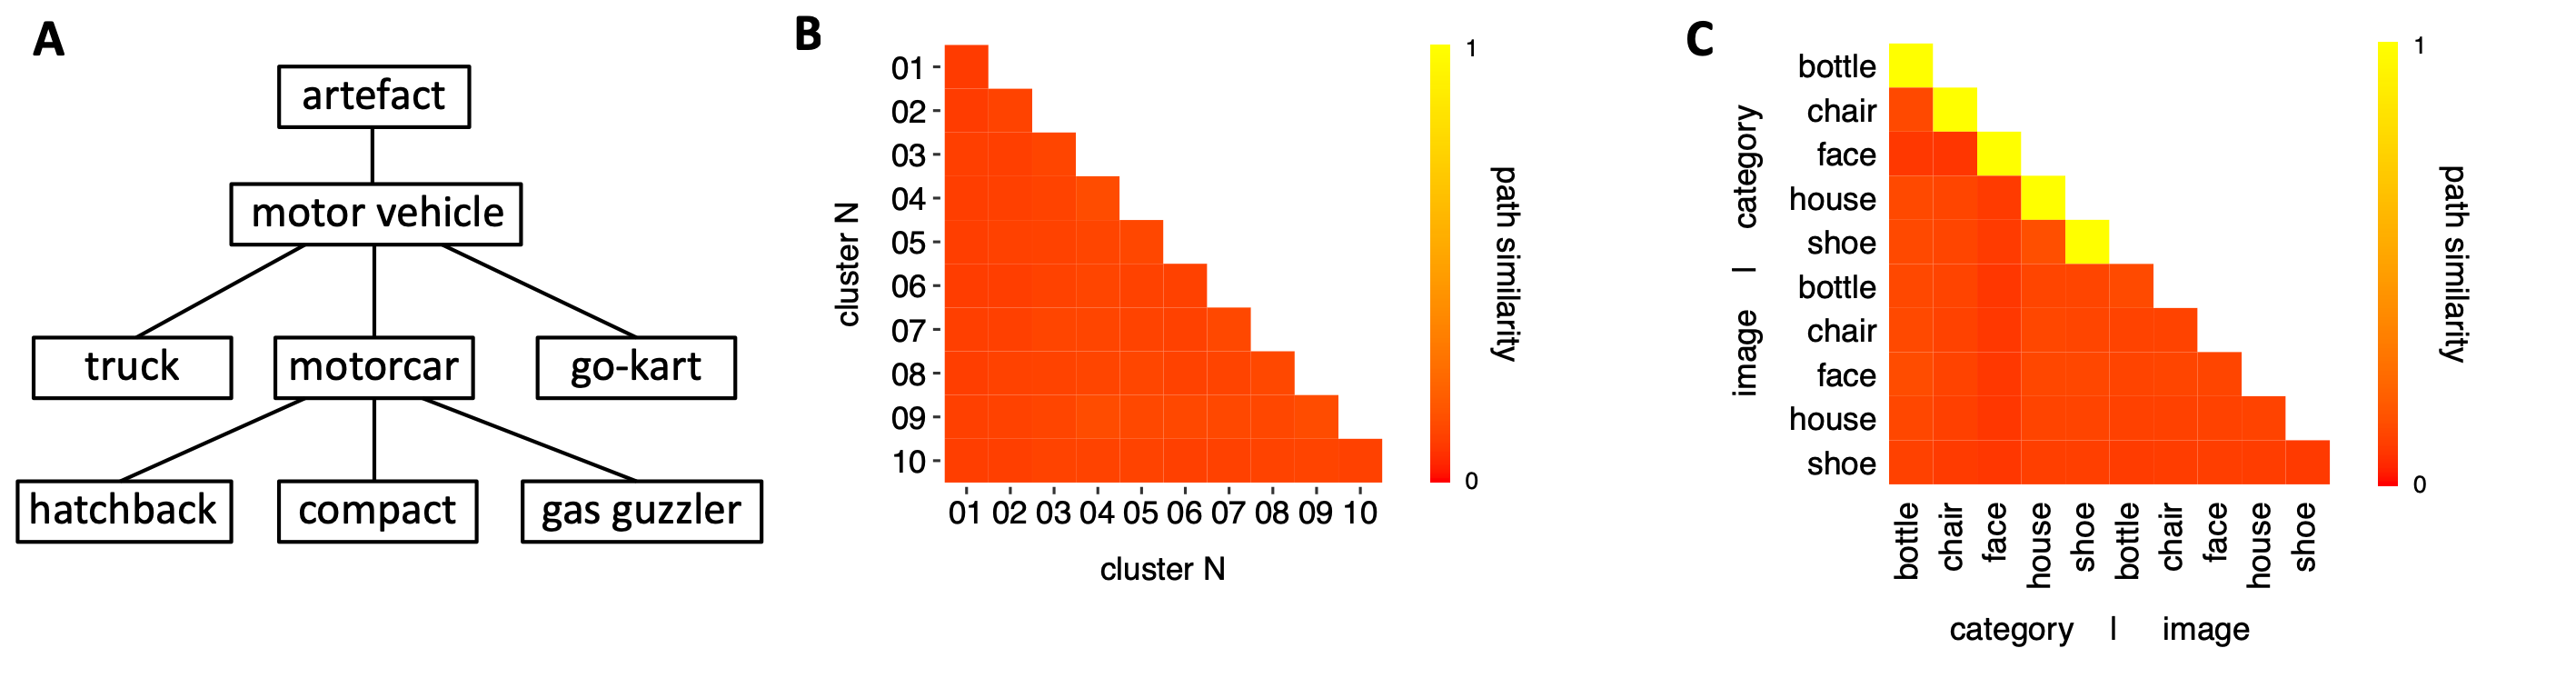 A
artefact
motor vehicle
truck motorcar go-kart
hatchback compact gas guzzler
B
cluster N
01
02
03
04
05
06
07
08
09
10
01 02 03 04 05 06 07 08 09 10
cluster N
1
path similarity
0
C
image | category
bottle
chair
face
house
shoe
bottle
chair
face
house
shoe
bottle chair face house shoe bottle chair face house shoe
category | image
1
path similarity
0